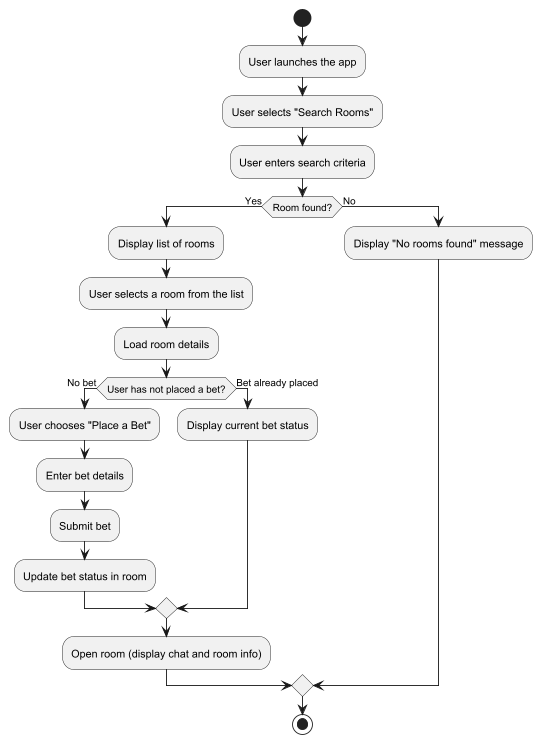 User launches the app
User selects "Search Rooms"
User enters search criteria
Yes
Room found?
No
Display list of rooms
Display "No rooms found" message
User selects a room from the list
Load room details
No bet
User has not placed a bet?
Bet already placed
User chooses "Place a Bet"
Display current bet status
Enter bet details
Submit bet
Update bet status in room
Open room (display chat and room info)